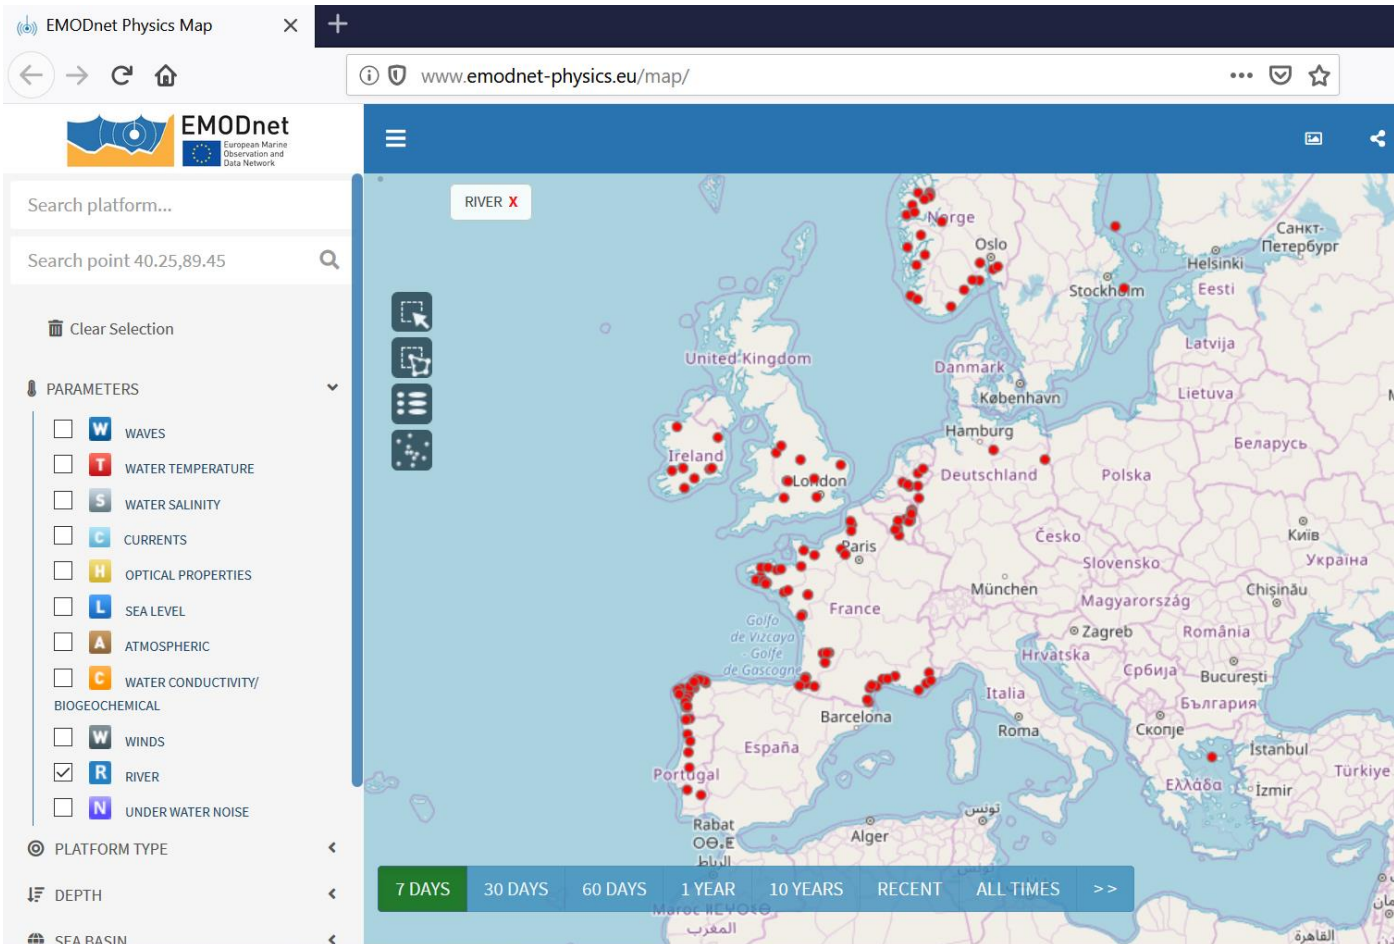 EMODnet Physics Map
www.emodnet-physics.eu/map/
EMODnet
European Marine
Observation and
Data Network
Search platform...
Search point 40.25,89.45
Clear Selection
PARAMETERS
W WAVES
T WATER TEMPERATURE
S WATER SALINITY
C CURRENTS
H OPTICAL PROPERTIES
L SEA LEVEL
A ATMOSPHERIC
C WATER CONDUCTIVITY/
BIOGEOCHEMICAL
W WINDS
R RIVER
N UNDER WATER NOISE
PLATFORM TYPE
DEPTH
SEA BASIN
RIVER X
Norge
Oslo
Санкт-
Петербург
Helsinki
Stockholm
Eesti
United Kingdom
Latvija
Danmark
København
Lietuva
Hamburg
Беларусь
Ireland
Deutschland
Polska
London
Київ
Česko
Paris
Україна
Slovensko
München
Chișinău
Magyarország
France
Golfo
de Vizcaya
- Golfe
de Gascogne
Zagreb
România
Hrvatska
Србија
București
Italia
България
Barcelona
Roma
Скопје
España
İstanbul
Portugal
Türkiye
Ελλάδα
İzmir
تونس
Rabat
Alger
الرباط
7 DAYS 30 DAYS 60 DAYS 1 YEAR 10 YEARS RECENT ALL TIMES >>
Maroc
المغرب
القاهرة